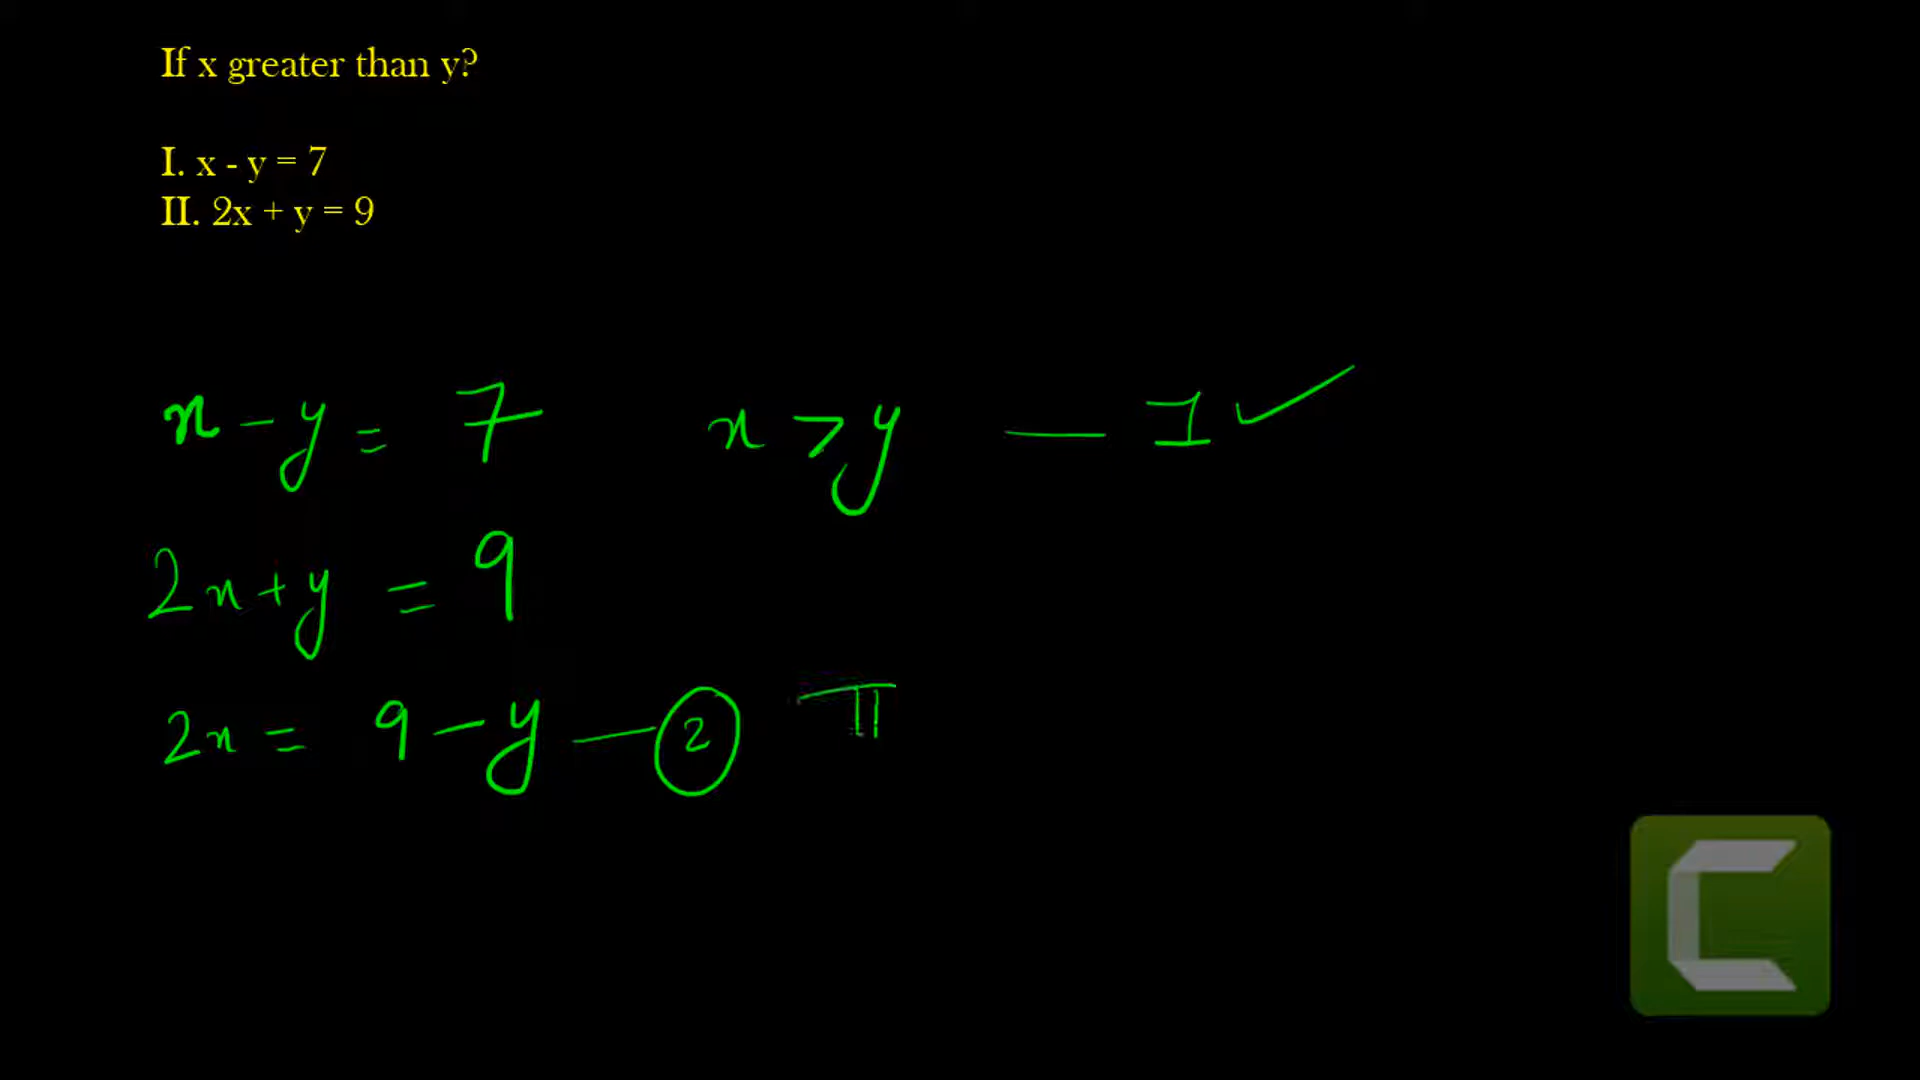 If x greater than y?
I. x - y = 7
II. 2x + y = 9
x - y = 7 x > y — I ✓
2x + y = 9
2x = 9 - y — 2 II